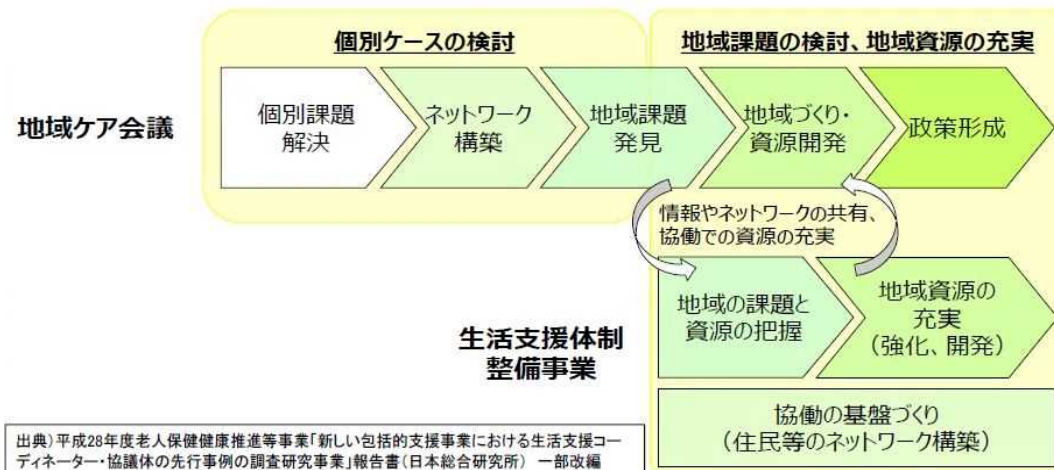 個別ケースの検討
地域課題の検討、地域資源の充実
地域ケア会議
個別課題
解決
ネットワーク
構築
地域課題
発見
地域づくり・
資源開発
政策形成
情報やネットワークの共有、
協働での資源の充実
生活支援体制
整備事業
地域の課題と
資源の把握
地域資源の
充実
（強化、開発）
協働の基盤づくり
（住民等のネットワーク構築）
出典）平成28年度老人保健健康推進等事業「新しい包括的支援事業における生活支援コー
ディネーター・協議体の先行事例の調査研究事業」報告書（日本総合研究所）　一部改編